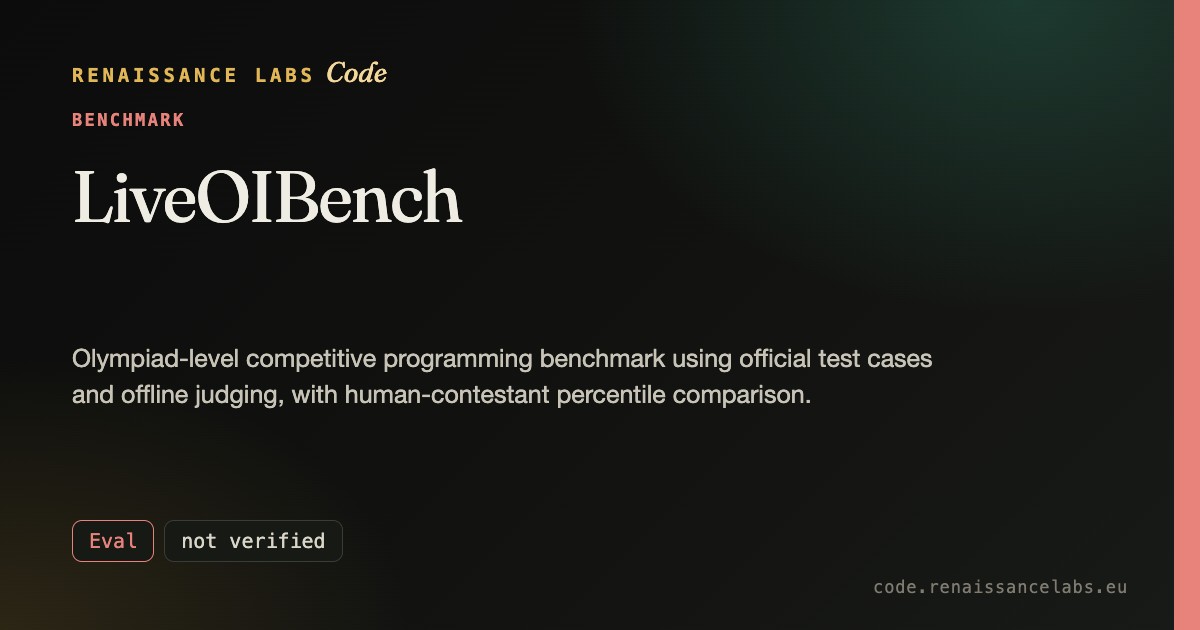 RENAISSANCE LABS Code
BENCHMARK
LiveOIBench
Olympiad-level competitive programming benchmark using official test cases
and offline judging, with human-contestant percentile comparison.
Eval not verified
code.renaissancelabs.eu